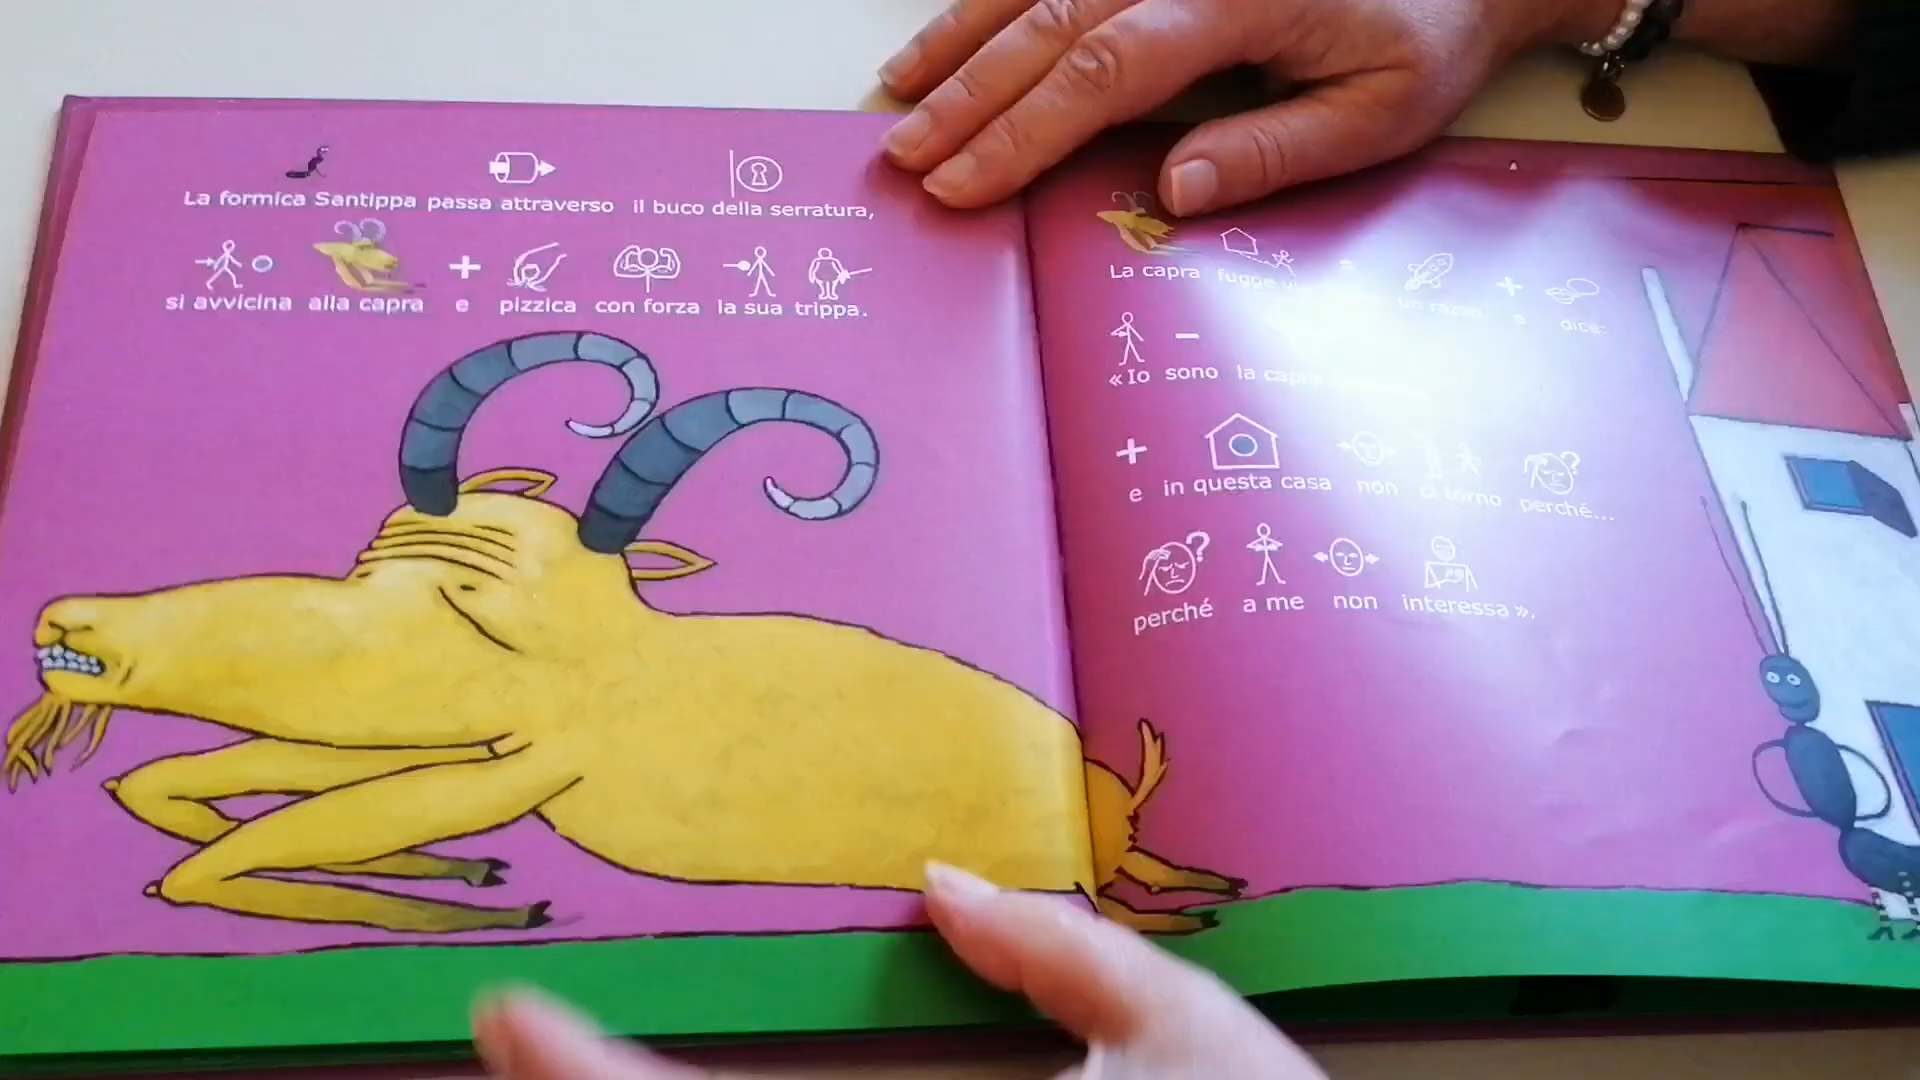 La formica Santippa passa attraverso il buco della serratura,
si avvicina alla capra e pizzica con forza la sua trippa.
La capra fugge un razzo, e dice:
«Io sono la capra
e in questa casa non ci torno perché...
perché a me non interessa».